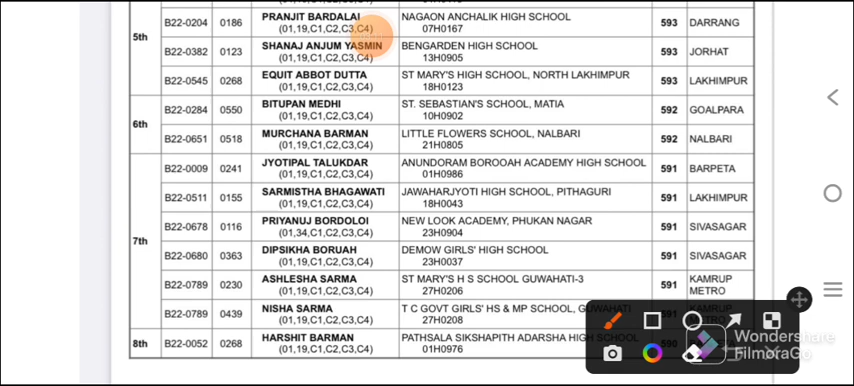 5th
B22-0204 0186 PRANJIT BARDALAI NAGAON ANCHALIK HIGH SCHOOL 593 DARRANG
(01,19,C1,C2,C3,C4) 07H0167
B22-0382 0123 SHANAJ ANJUM YASMIN BENGARDEN HIGH SCHOOL 593 JORHAT
(01,19,C1,C2,C3,C4) 13H0905
B22-0545 0268 EQUIT ABBOT DUTTA ST MARY'S HIGH SCHOOL, NORTH LAKHIMPUR 593 LAKHIMPUR
(01,19,C1,C2,C3,C4) 18H0123
6th
B22-0284 0550 BITUPAN MEDHI ST. SEBASTIAN'S SCHOOL, MATIA 592 GOALPARA
(01,19,C1,C2,C3,C4) 10H0902
B22-0651 0518 MURCHANA BARMAN LITTLE FLOWERS SCHOOL, NALBARI 592 NALBARI
(01,19,C1,C2,C3,C4) 21H0805
7th
B22-0009 0241 JYOTIPAL TALUKDAR ANUNDORAM BOROOAH ACADEMY HIGH SCHOOL 591 BARPETA
(01,19,C1,C2,C3,C4) 01H0986
B22-0511 0155 SARMISTHA BHAGAWATI JAWAHARJYOTI HIGH SCHOOL, PITHAGURI 591 LAKHIMPUR
(01,19,C1,C2,C3,C4) 18H0043
B22-0678 0116 PRIYANUJ BORDOLOI NEW LOOK ACADEMY, PHUKAN NAGAR 591 SIVASAGAR
(01,34,C1,C2,C3,C4) 23H0904
B22-0680 0363 DIPSIKHA BORUAH DEMOW GIRLS' HIGH SCHOOL 591 SIVASAGAR
(01,19,C1,C2,C3,C4) 23H0037
B22-0789 0230 ASHLESHA SARMA ST MARY'S H S SCHOOL GUWAHATI-3 591 KAMRUP METRO
(01,19,C1,C2,C3,C4) 27H0206
B22-0789 0439 NISHA SARMA T C GOVT GIRLS' HS & MP SCHOOL, GUWAHATI 591 KAMRUP METRO
(01,19,C1,C2,C3,C4) 27H0208
8th
B22-0052 0268 HARSHIT BARMAN PATHSALA SIKSHAPITH ADARSHA HIGH SCHOOL 590
(01,19,C1,C2,C3,C4) 01H0976
Wondershare
FilmoraGo